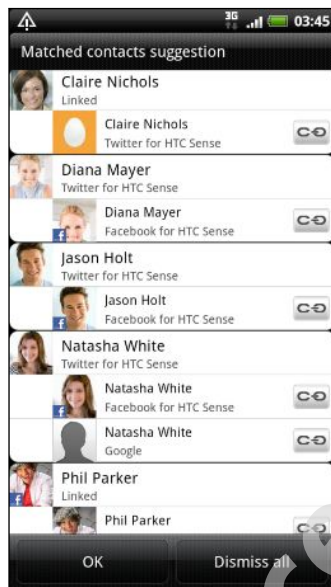 3G
03:45
Matched contacts suggestion
Claire Nichols
Linked
Claire Nichols
Twitter for HTC Sense
Diana Mayer
Twitter for HTC Sense
Diana Mayer
f
Facebook for HTC Sense
Jason Holt
Twitter for HTC Sense
Jason Holt
f
Facebook for HTC Sense
Natasha White
Twitter for HTC Sense
Natasha White
f
Facebook for HTC Sense
Natasha White
Google
Phil Parker
f
Linked
Phil Parker
OK
Dismiss all